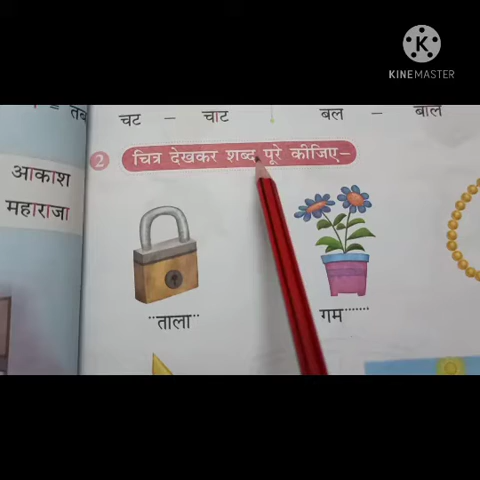 KINEMASTER
चट – चाट
बल – बाल
आकाश
महाराजा
2 चित्र देखकर शब्द पूरे कीजिए–
··ताला··
गम·······